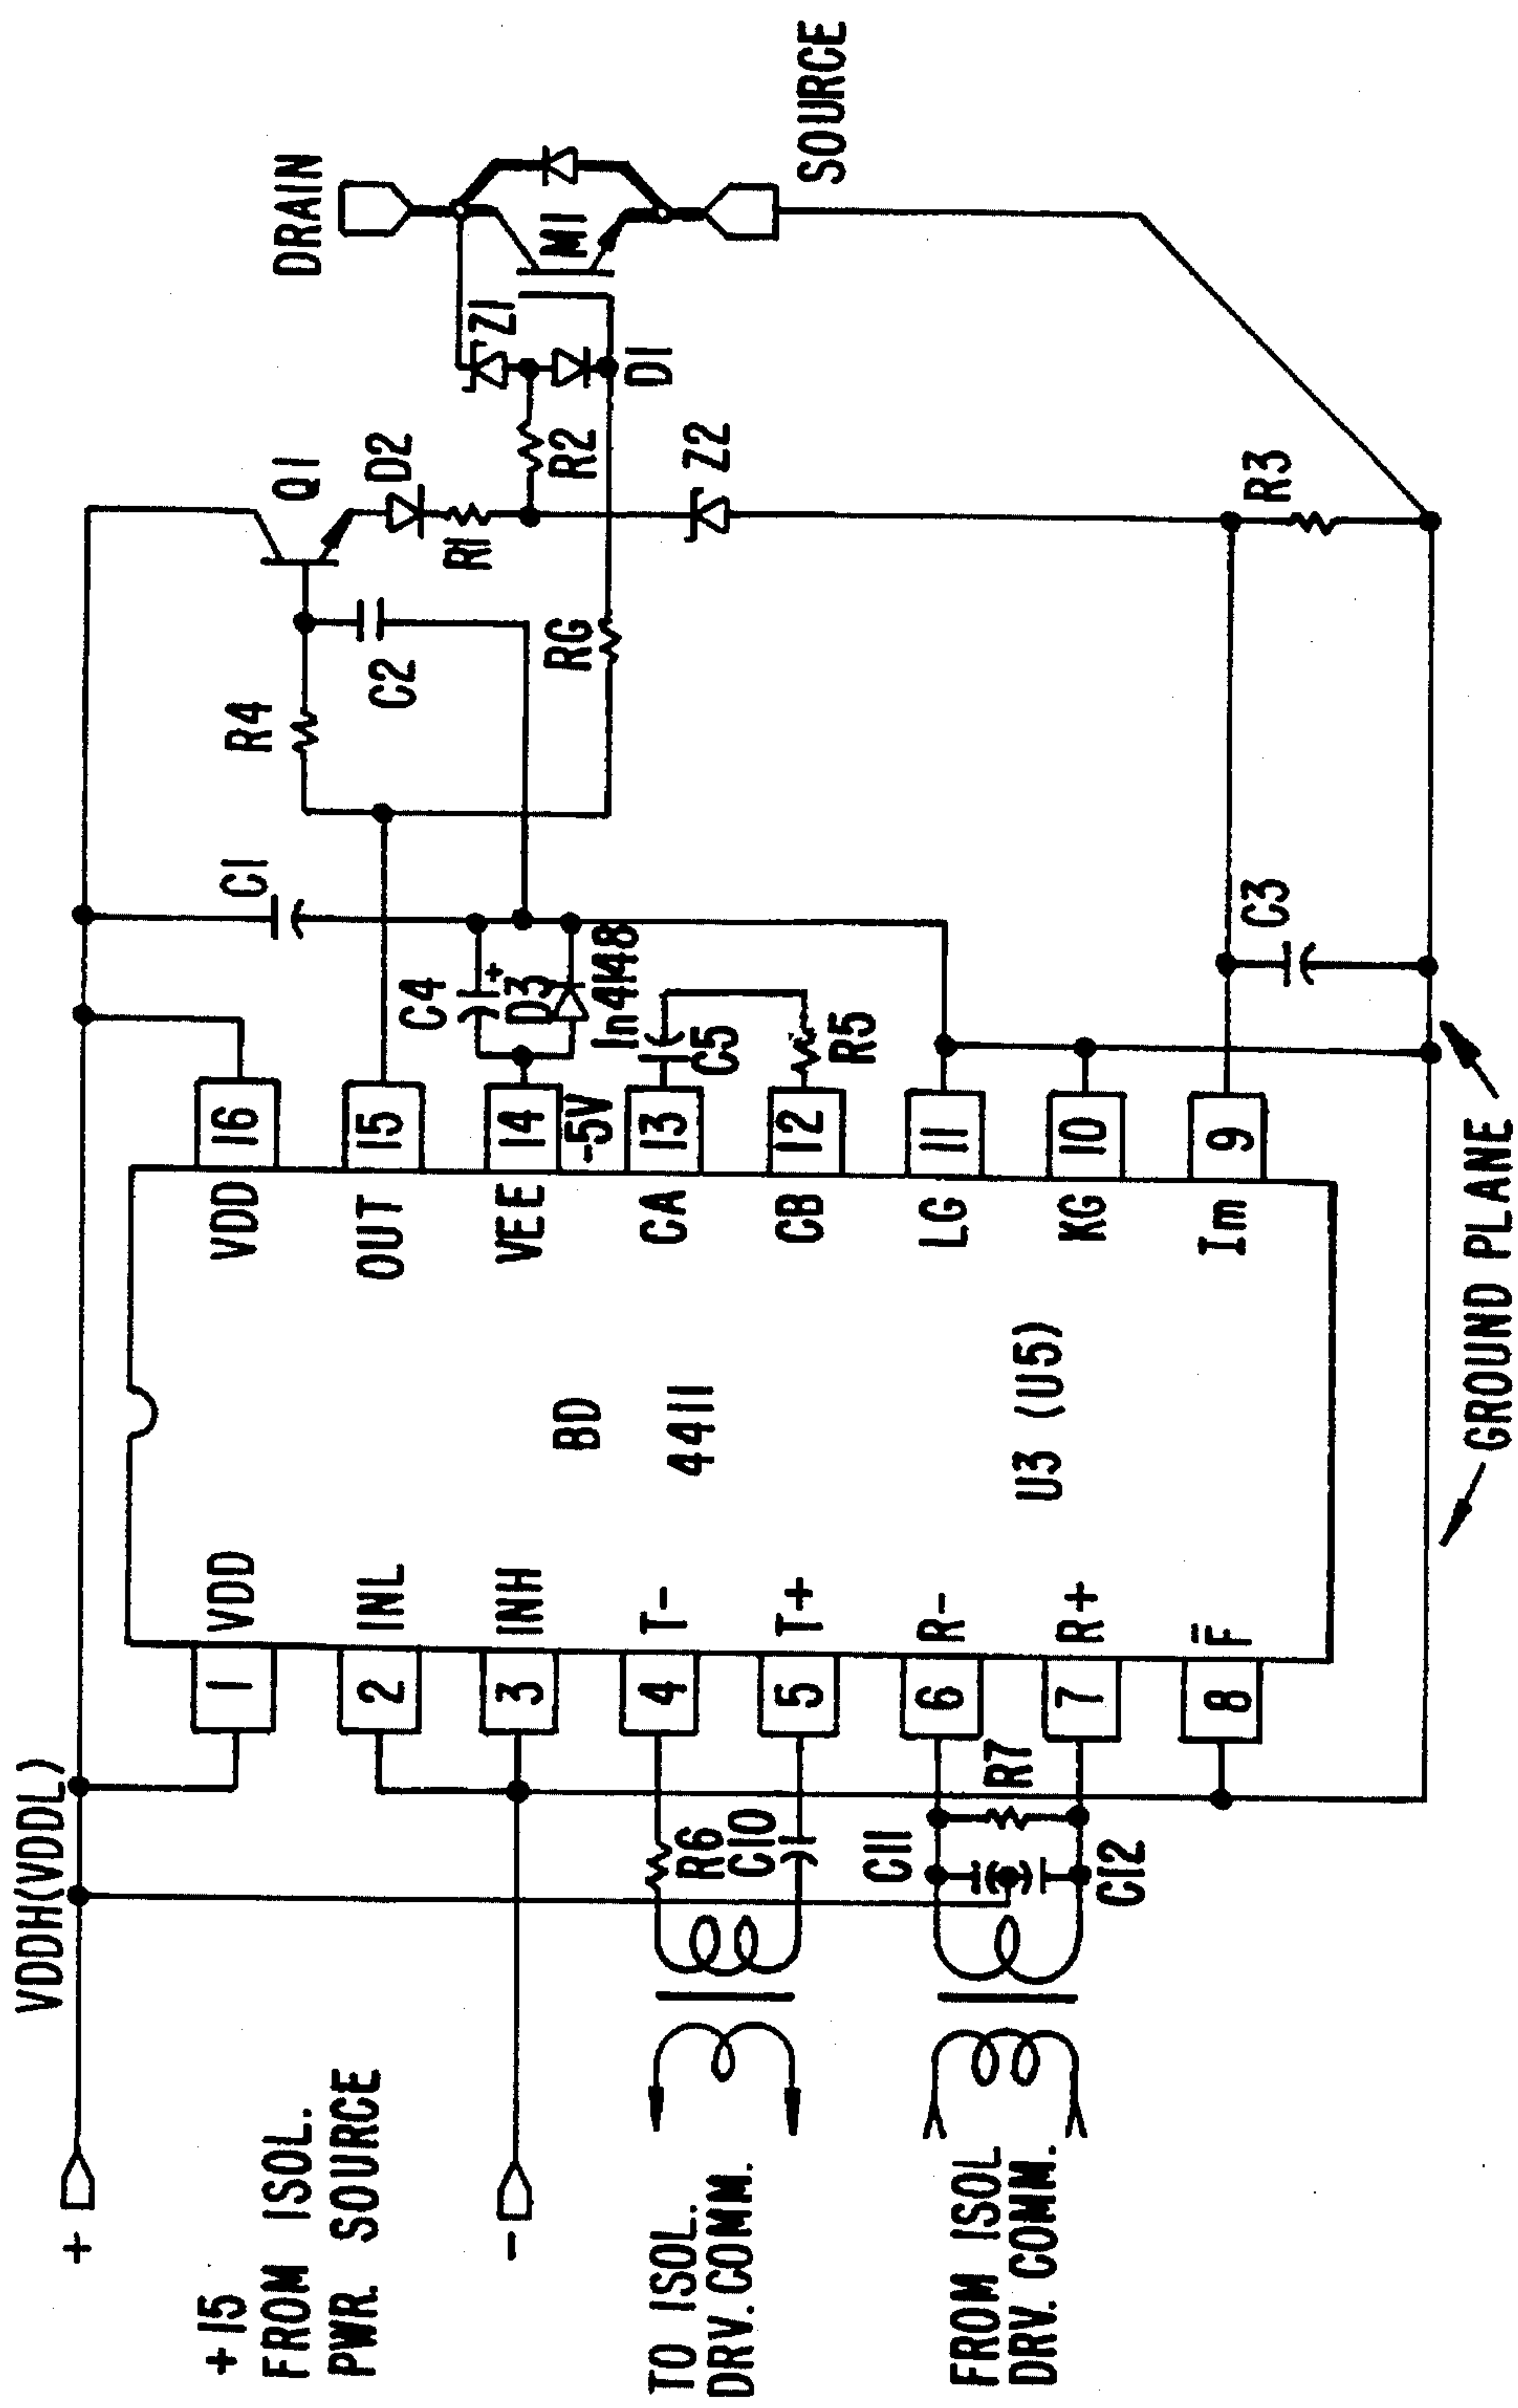 VDDH(VDDL)
+
+15
FROM ISOL.
PWR. SOURCE
-
TO ISOL.
DRV.COMM.
FROM ISOL
DRV. COMM.
R6
C10
C11
R7
C12
1
VDD
2
INL
3
INH
4
T-
5
T+
6
R-
7
R+
8
F̅
BD
4411
U3 (U5)
16
VDD
15
OUT
14
VEE
-5V
13
CA
12
CB
11
LG
10
KG
9
Im
C1
C4
+
D3
In4148
C5
R5
C3
R4
C2
RG
Q1
D2
R1
R2
Z2
R3
Z1
D1
M1
DRAIN
SOURCE
GROUND PLANE